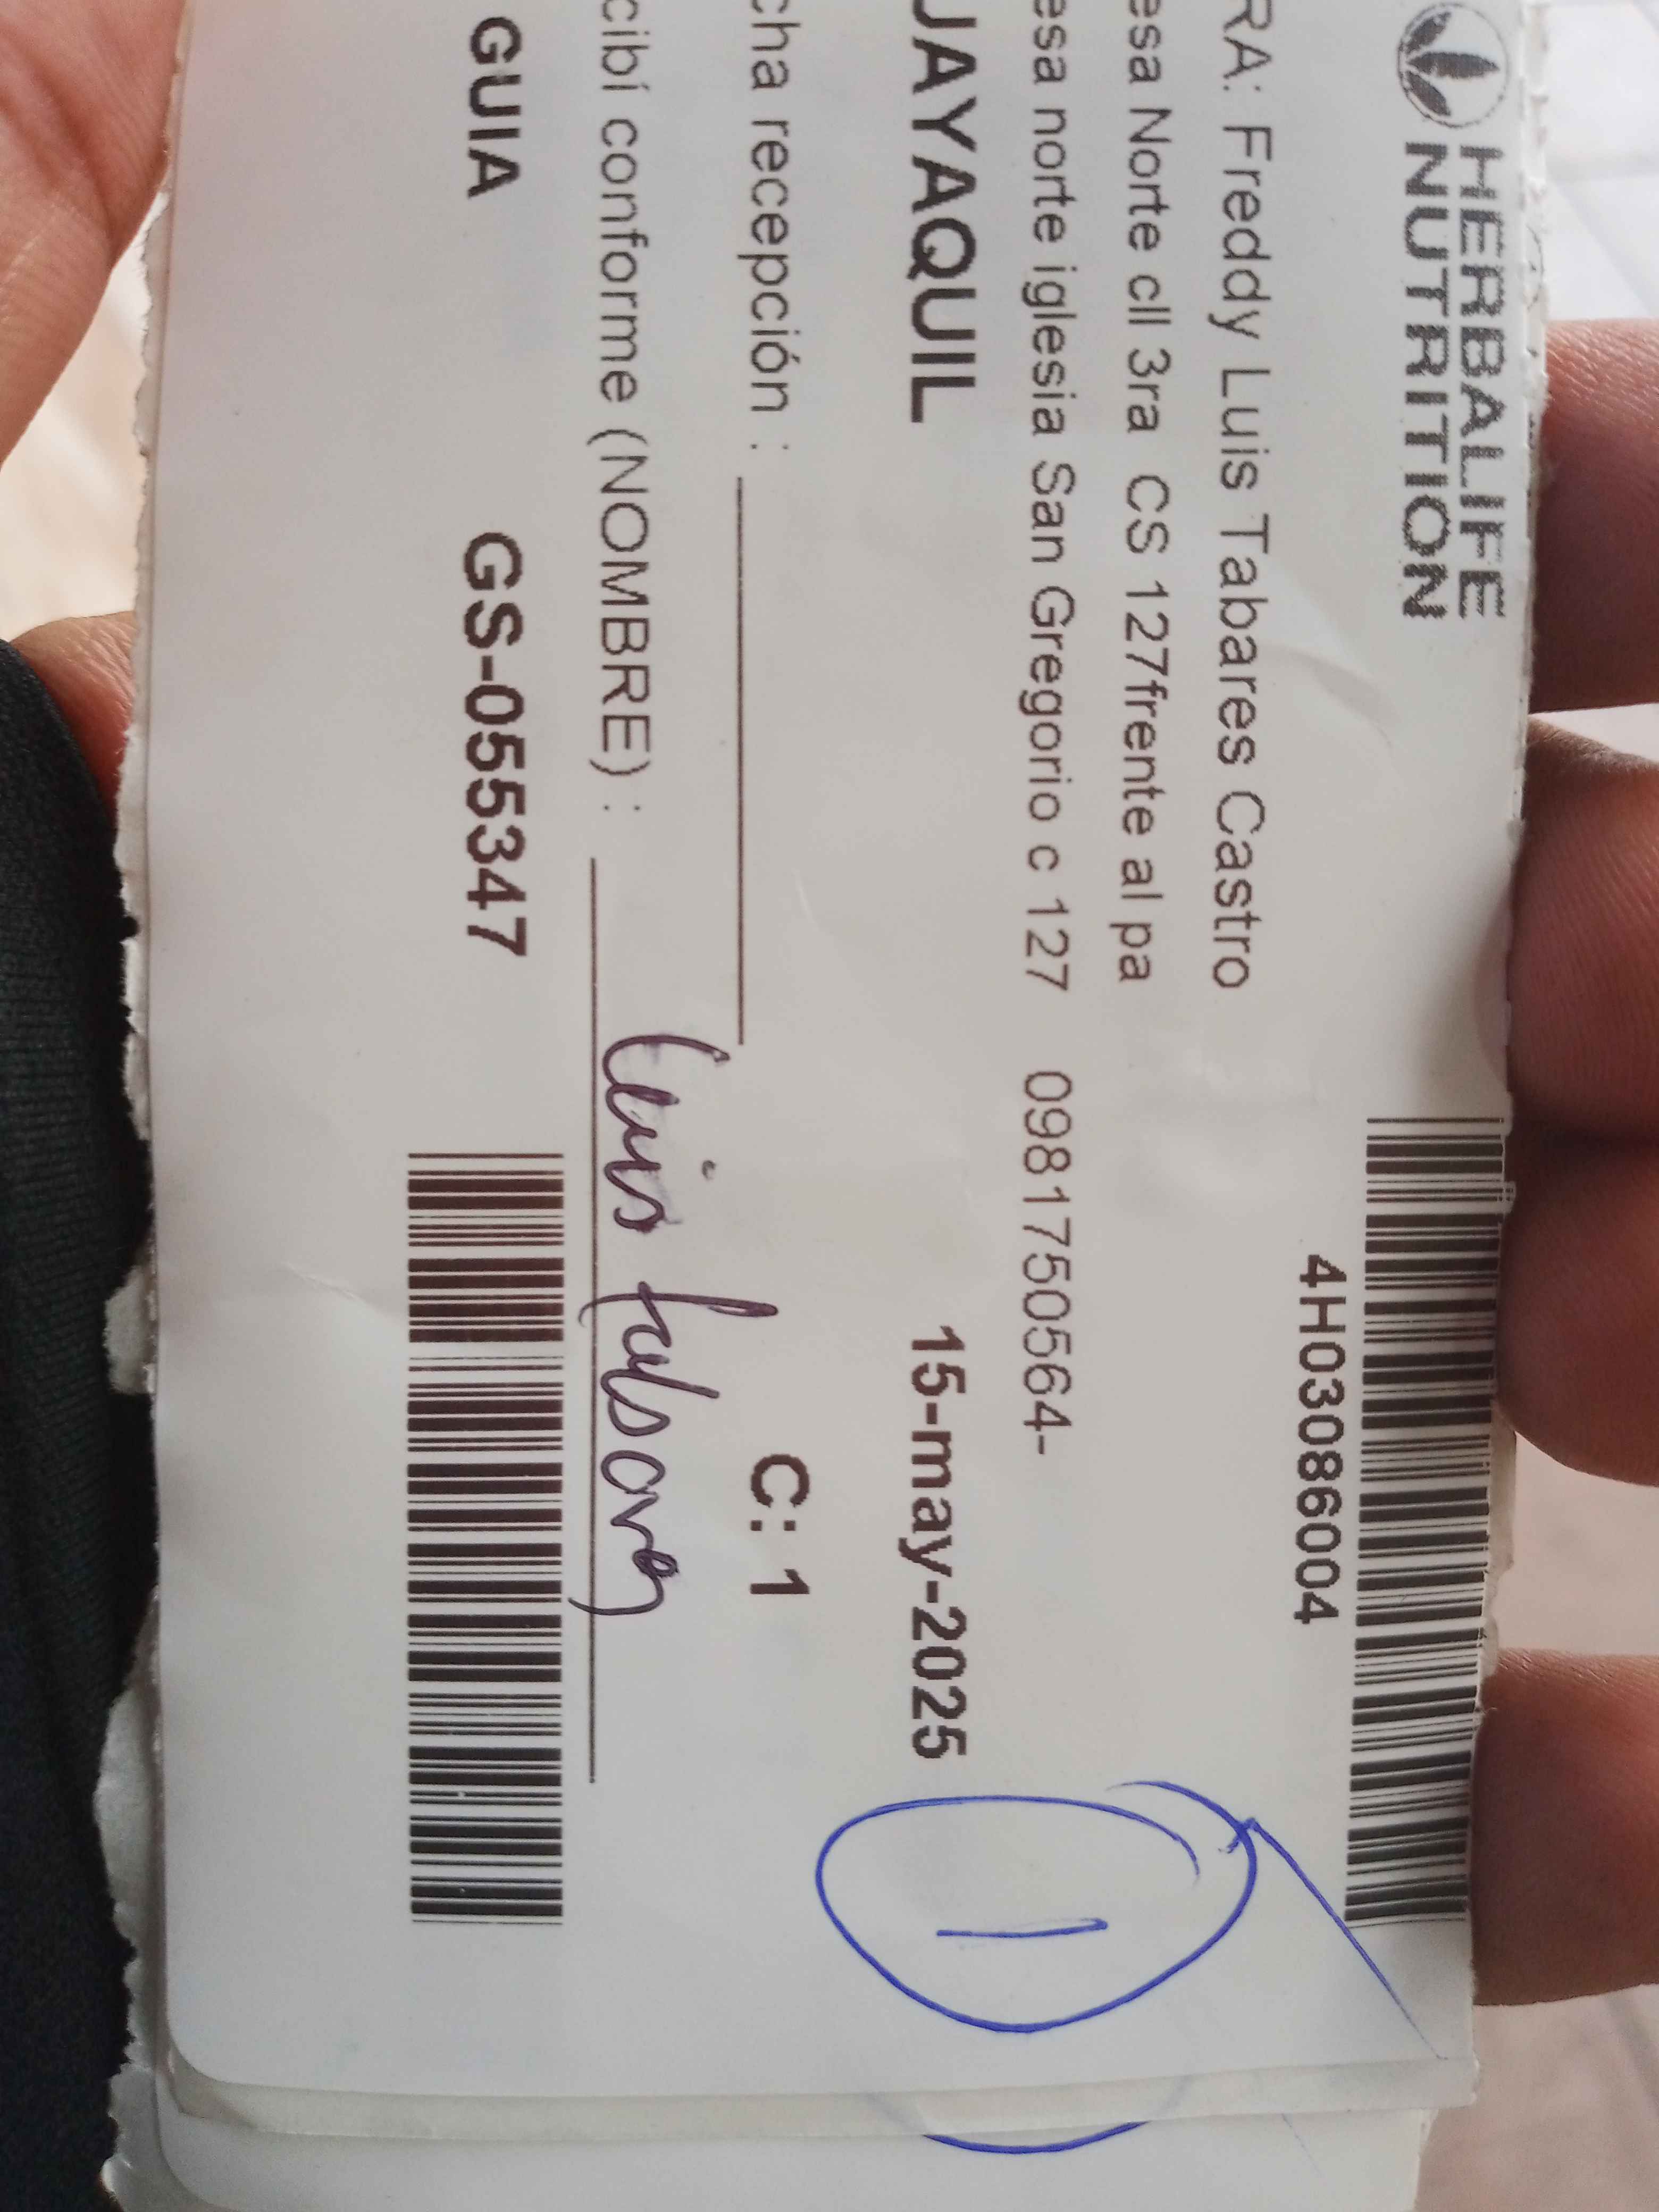 HERBALIFE
NUTRITION
4H03086004
RA: Freddy Luis Tabares Castro
esa Norte cll 3ra CS 127frente al pa
esa norte iglesia San Gregorio c 127 0981750564-
JAYAQUIL 15-may-2025
1
cha recepción : C: 1
cibí conforme (NOMBRE) : Luis
GUIA GS-055347